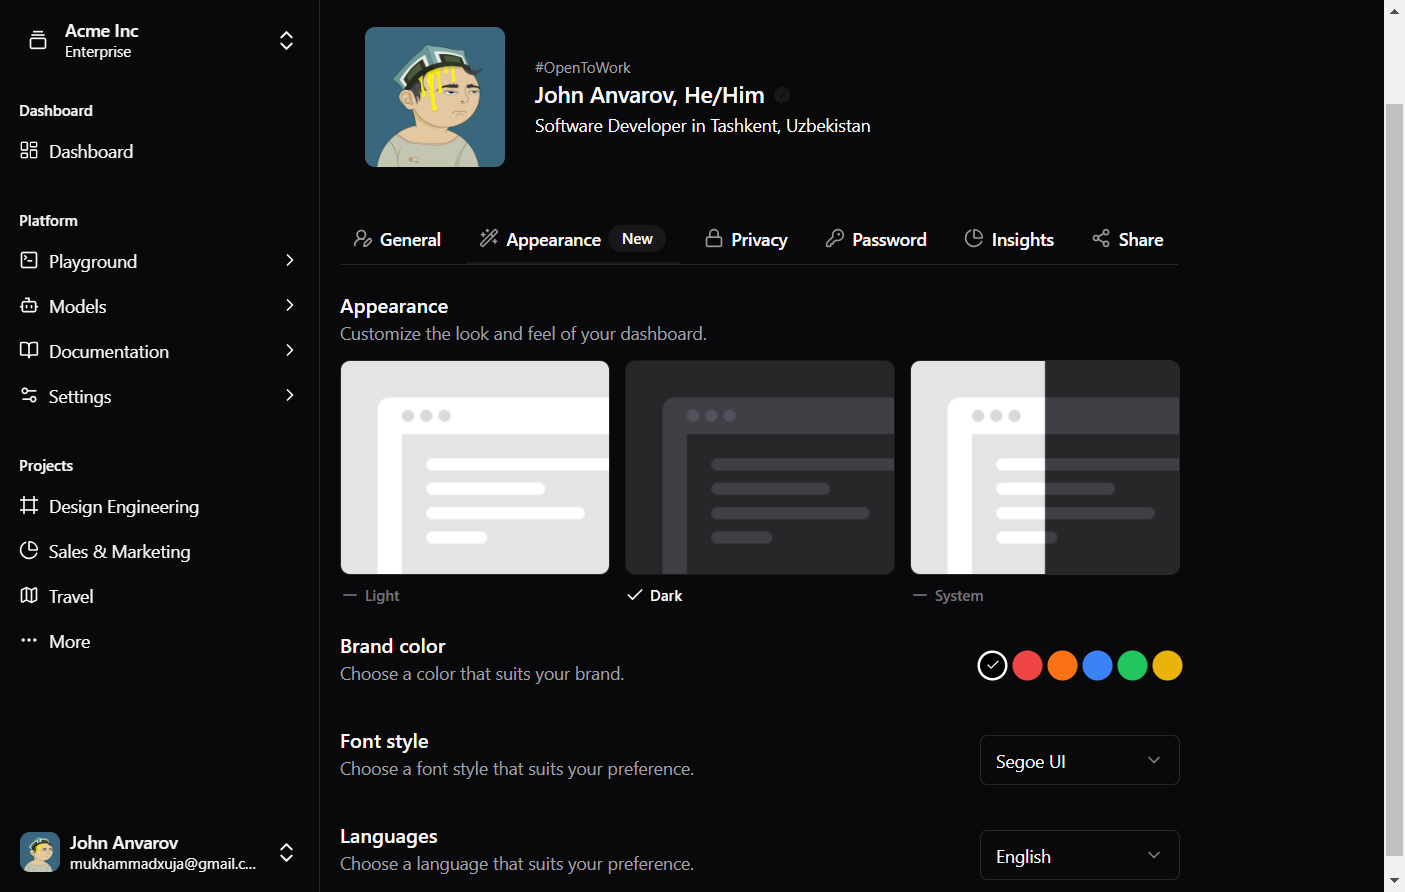 Acme Inc
Enterprise
Dashboard
Dashboard
Platform
Playground
Models
Documentation
Settings
Projects
Design Engineering
Sales & Marketing
Travel
More
John Anvarov
mukhammadxuja@gmail.c...
#OpenToWork
John Anvarov, He/Him
Software Developer in Tashkent, Uzbekistan
General Appearance New Privacy Password Insights Share
Appearance
Customize the look and feel of your dashboard.
Light Dark System
Brand color
Choose a color that suits your brand.
Font style
Choose a font style that suits your preference.
Segoe UI
Languages
Choose a language that suits your preference.
English